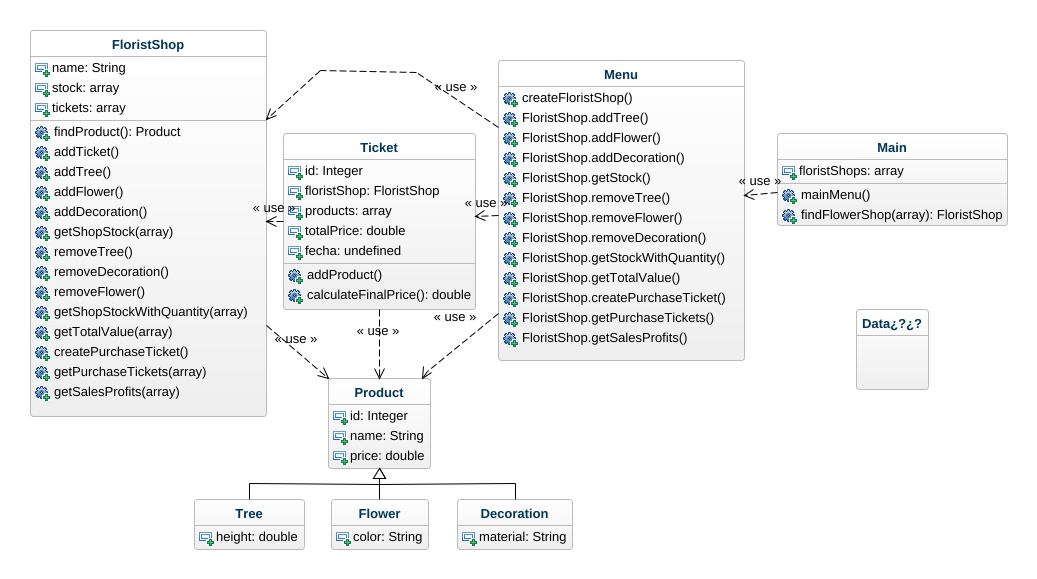 FloristShop
name: String
stock: array
tickets: array
findProduct(): Product
addTicket()
addTree()
addFlower()
addDecoration()
getShopStock(array)
removeTree()
removeDecoration()
removeFlower()
getShopStockWithQuantity(array)
getTotalValue(array)
createPurchaseTicket()
getPurchaseTickets(array)
getSalesProfits(array)
« use »
« use »
« use »
Ticket
id: Integer
floristShop: FloristShop
products: array
totalPrice: double
fecha: undefined
addProduct()
calculateFinalPrice(): double
« use »
« use »
« use »
Menu
createFloristShop()
FloristShop.addTree()
FloristShop.addFlower()
FloristShop.addDecoration()
FloristShop.getStock()
FloristShop.removeTree()
FloristShop.removeFlower()
FloristShop.removeDecoration()
FloristShop.getStockWithQuantity()
FloristShop.getTotalValue()
FloristShop.createPurchaseTicket()
FloristShop.getPurchaseTickets()
FloristShop.getSalesProfits()
« use »
Main
floristShops: array
mainMenu()
findFlowerShop(array): FloristShop
Data¿?¿?
Product
id: Integer
name: String
price: double
Tree
height: double
Flower
color: String
Decoration
material: String